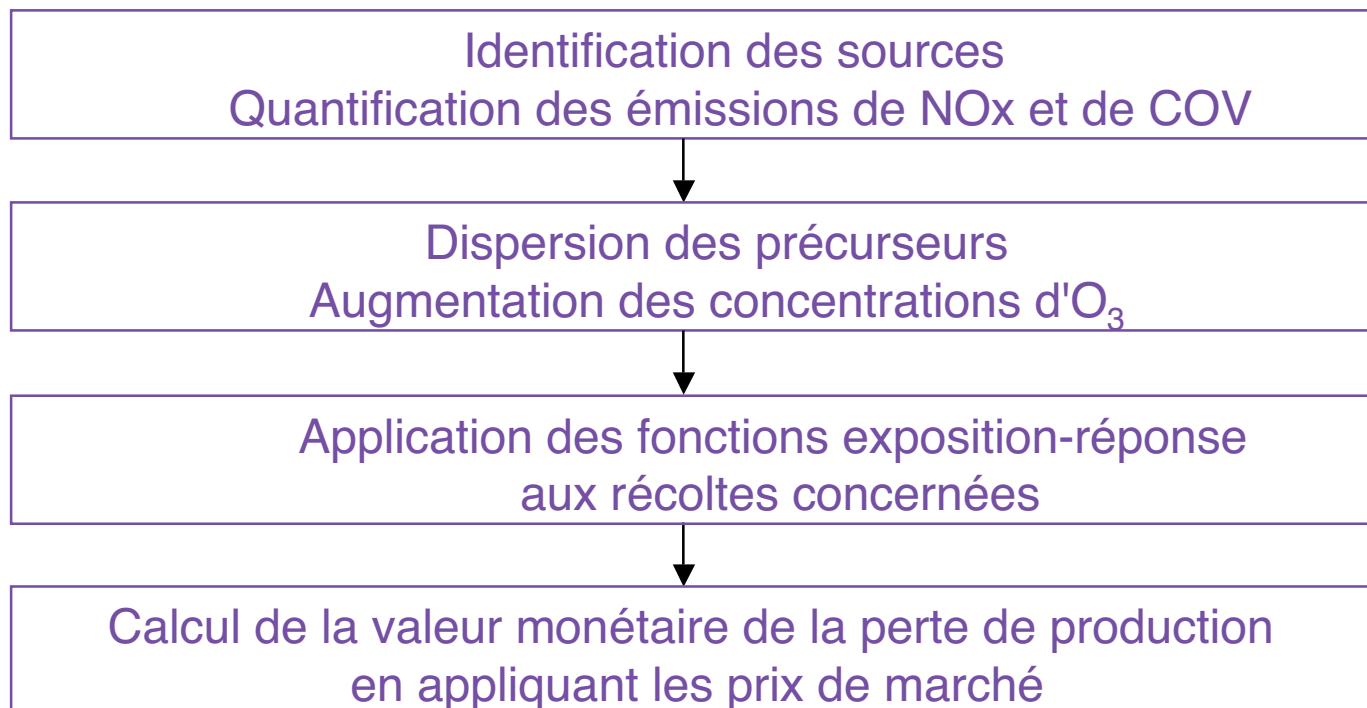 Identification des sources
Quantification des émissions de NOx et de COV
Dispersion des précurseurs
Augmentation des concentrations d'O₃
Application des fonctions exposition-réponse
aux récoltes concernées
Calcul de la valeur monétaire de la perte de production
en appliquant les prix de marché